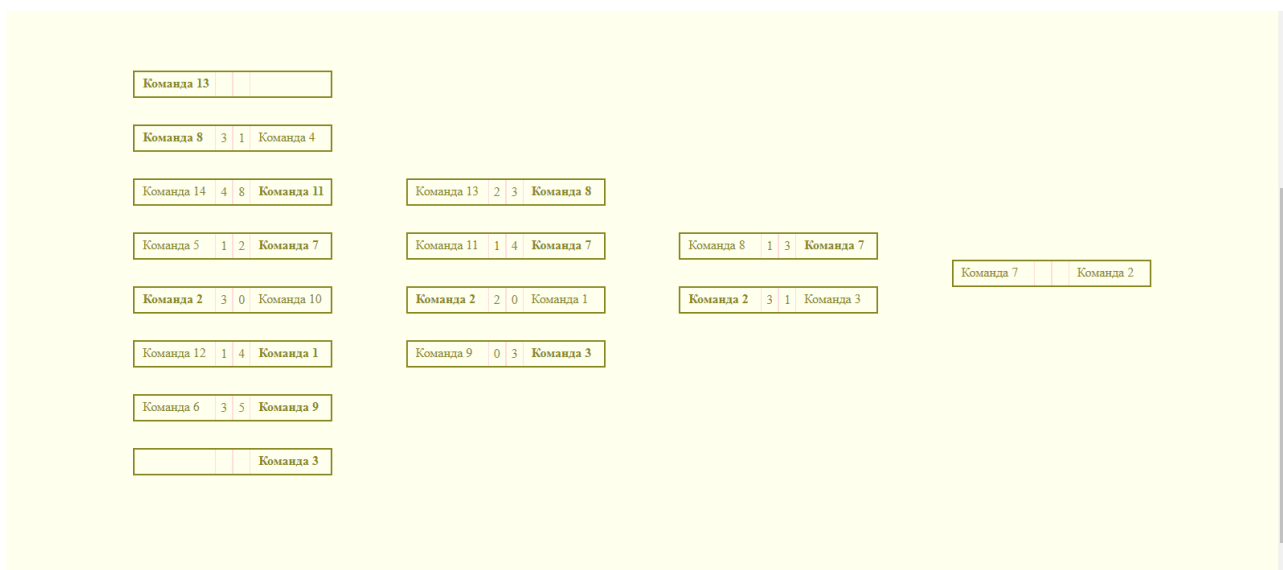 Команда 13
Команда 8 3 1 Команда 4
Команда 14 4 8 Команда 11
Команда 5 1 2 Команда 7
Команда 2 3 0 Команда 10
Команда 12 1 4 Команда 1
Команда 6 3 5 Команда 9
Команда 3
Команда 13 2 3 Команда 8
Команда 11 1 4 Команда 7
Команда 2 2 0 Команда 1
Команда 9 0 3 Команда 3
Команда 8 1 3 Команда 7
Команда 2 3 1 Команда 3
Команда 7 Команда 2